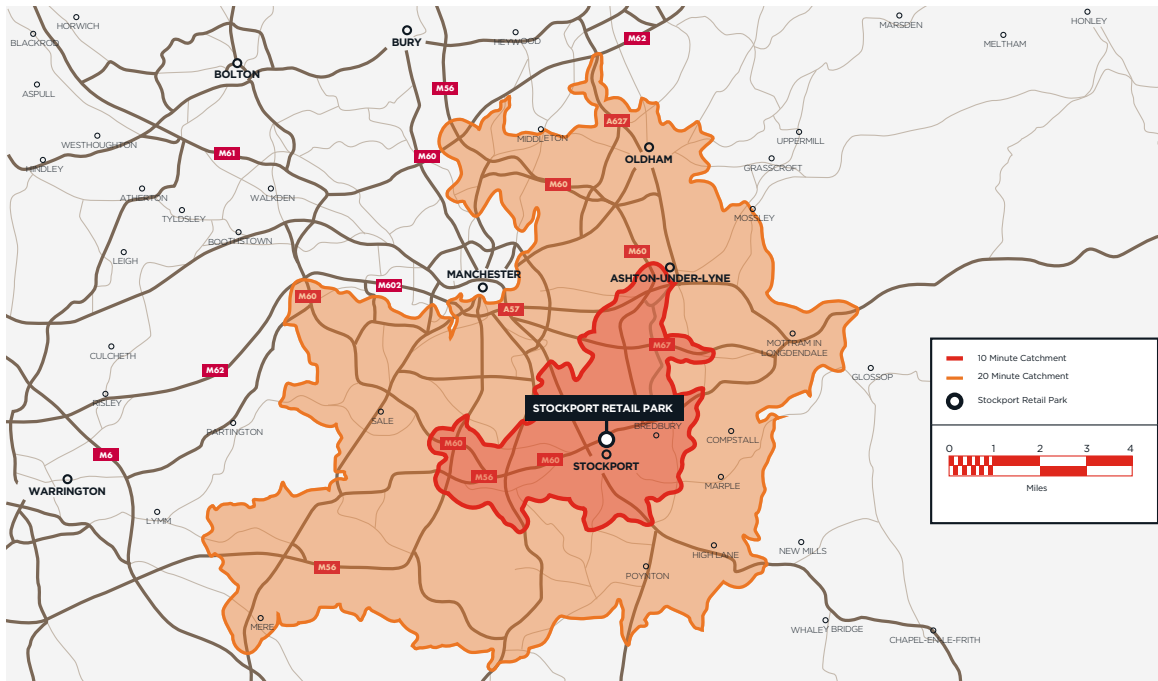 HORWICH
BLACKROD
BURY
HEYWOOD
M62
MARSDEN
HONLEY
MELTHAM
BOLTON
ASPULL
M56
A627
WESTHOUGHTON
MIDDLETON
UPPERMILL
HINDLEY
M61
M60
OLDHAM
GRASSCROFT
ATHERTON
WALKDEN
M60
TYLDSLEY
MOSSLEY
BOOTHSTOWN
LEIGH
M60
MANCHESTER
ASHTON-UNDER-LYNE
M602
M60
A57
CULCHETH
M67
MOTTRAM IN
LONGDENDALE
M62
GLOSSOP
RISLEY
STOCKPORT RETAIL PARK
SALE
BREDBURY
PARTINGTON
COMPSTALL
M60
M6
M60
STOCKPORT
M56
WARRINGTON
MARPLE
LYMM
HIGH LANE
NEW MILLS
M56
POYNTON
MERE
WHALEY BRIDGE
CHAPEL-EN-LE-FRITH
10 Minute Catchment
20 Minute Catchment
Stockport Retail Park
0 1 2 3 4
Miles